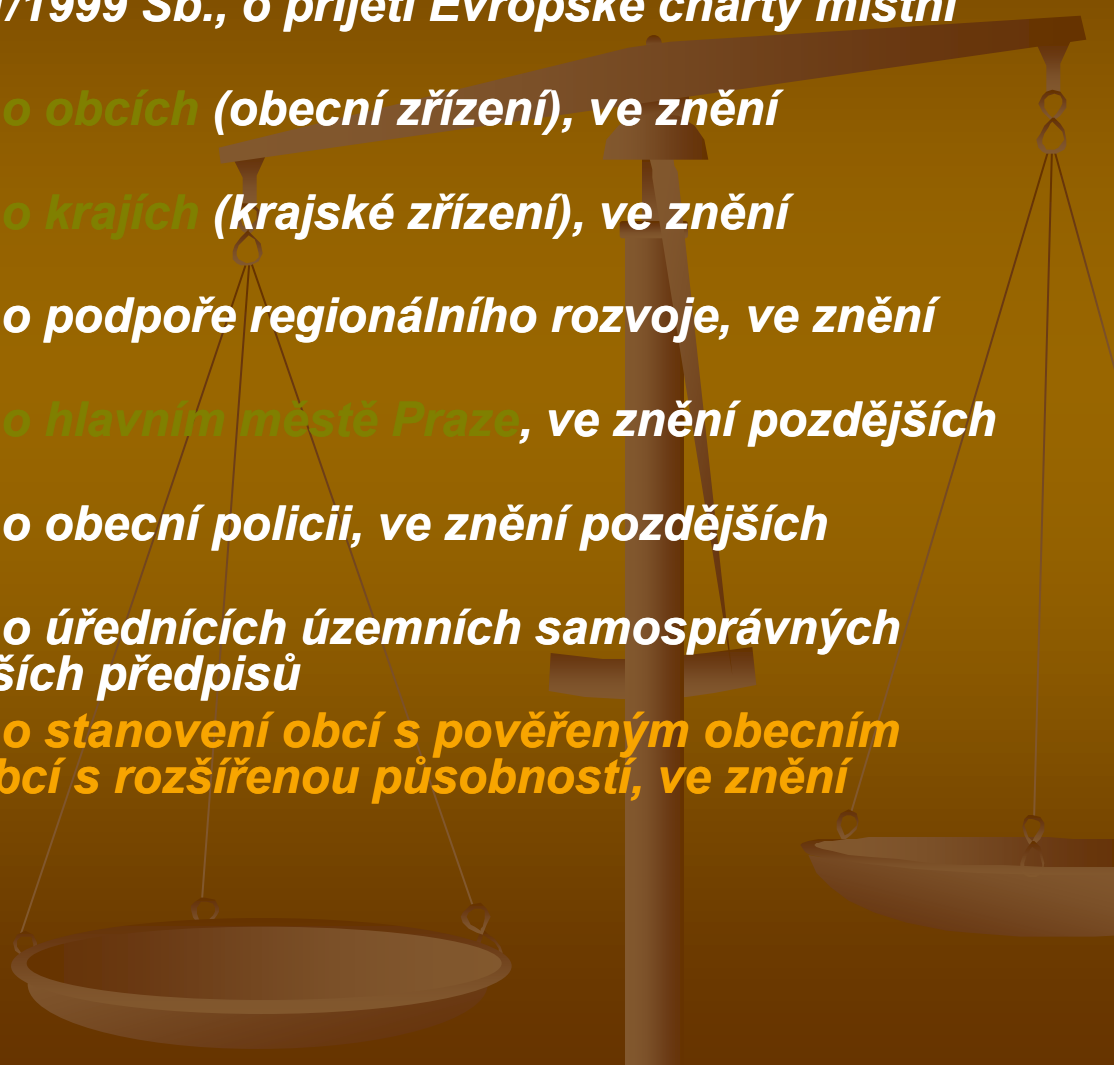 /1999 Sb., o přijetí Evropské charty místní
o obcích (obecní zřízení), ve znění
o krajích (krajské zřízení), ve znění
o podpoře regionálního rozvoje, ve znění
o hlavním městě Praze, ve znění pozdějších
o obecní policii, ve znění pozdějších
o úřednících územních samosprávných
ších předpisů
o stanovení obcí s pověřeným obecním
bcí s rozšířenou působností, ve znění